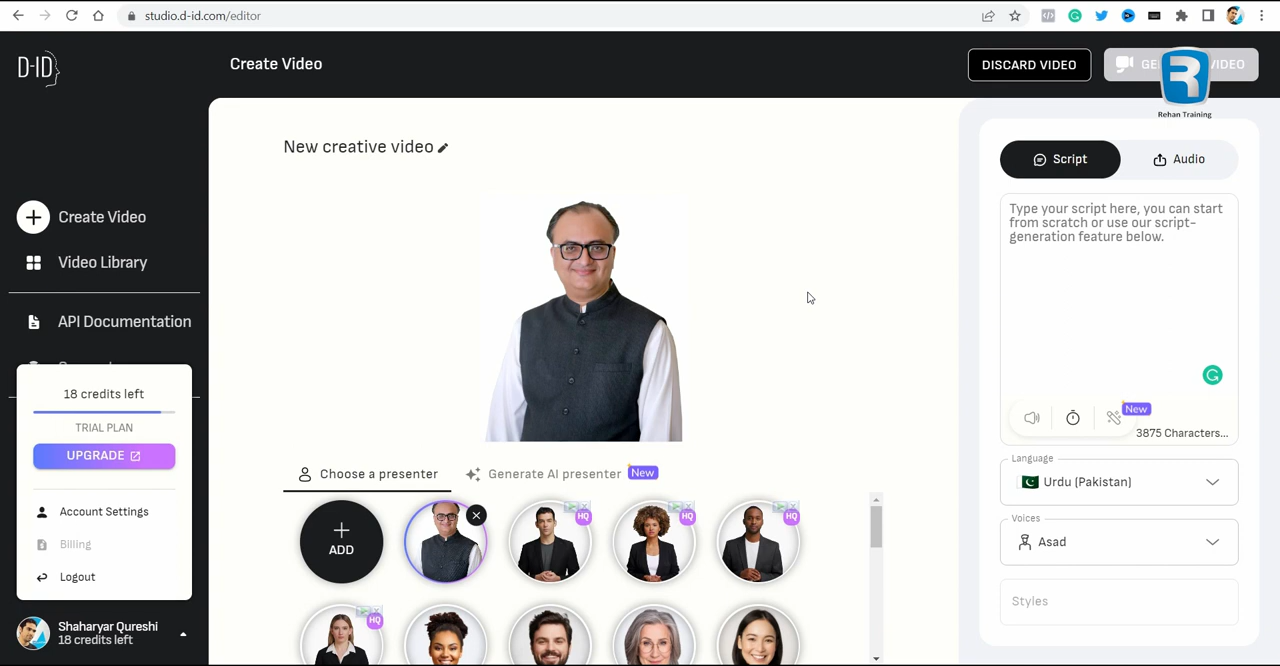 studio.d-id.com/editor
D-ID
Create Video
DISCARD VIDEO
VIDEO
Rehan Training
New creative video
Script
Audio
Type your script here, you can start
from scratch or use our script-
generation feature below.
Create Video
Video Library
API Documentation
18 credits left
TRIAL PLAN
UPGRADE
Account Settings
Billing
Logout
Shaharyar Qureshi
18 credits left
New
3875 Characters...
Language
Urdu (Pakistan)
Voices
Asad
Styles
Choose a presenter
Generate AI presenter
New
ADD
HQ
HQ
HQ
HQ